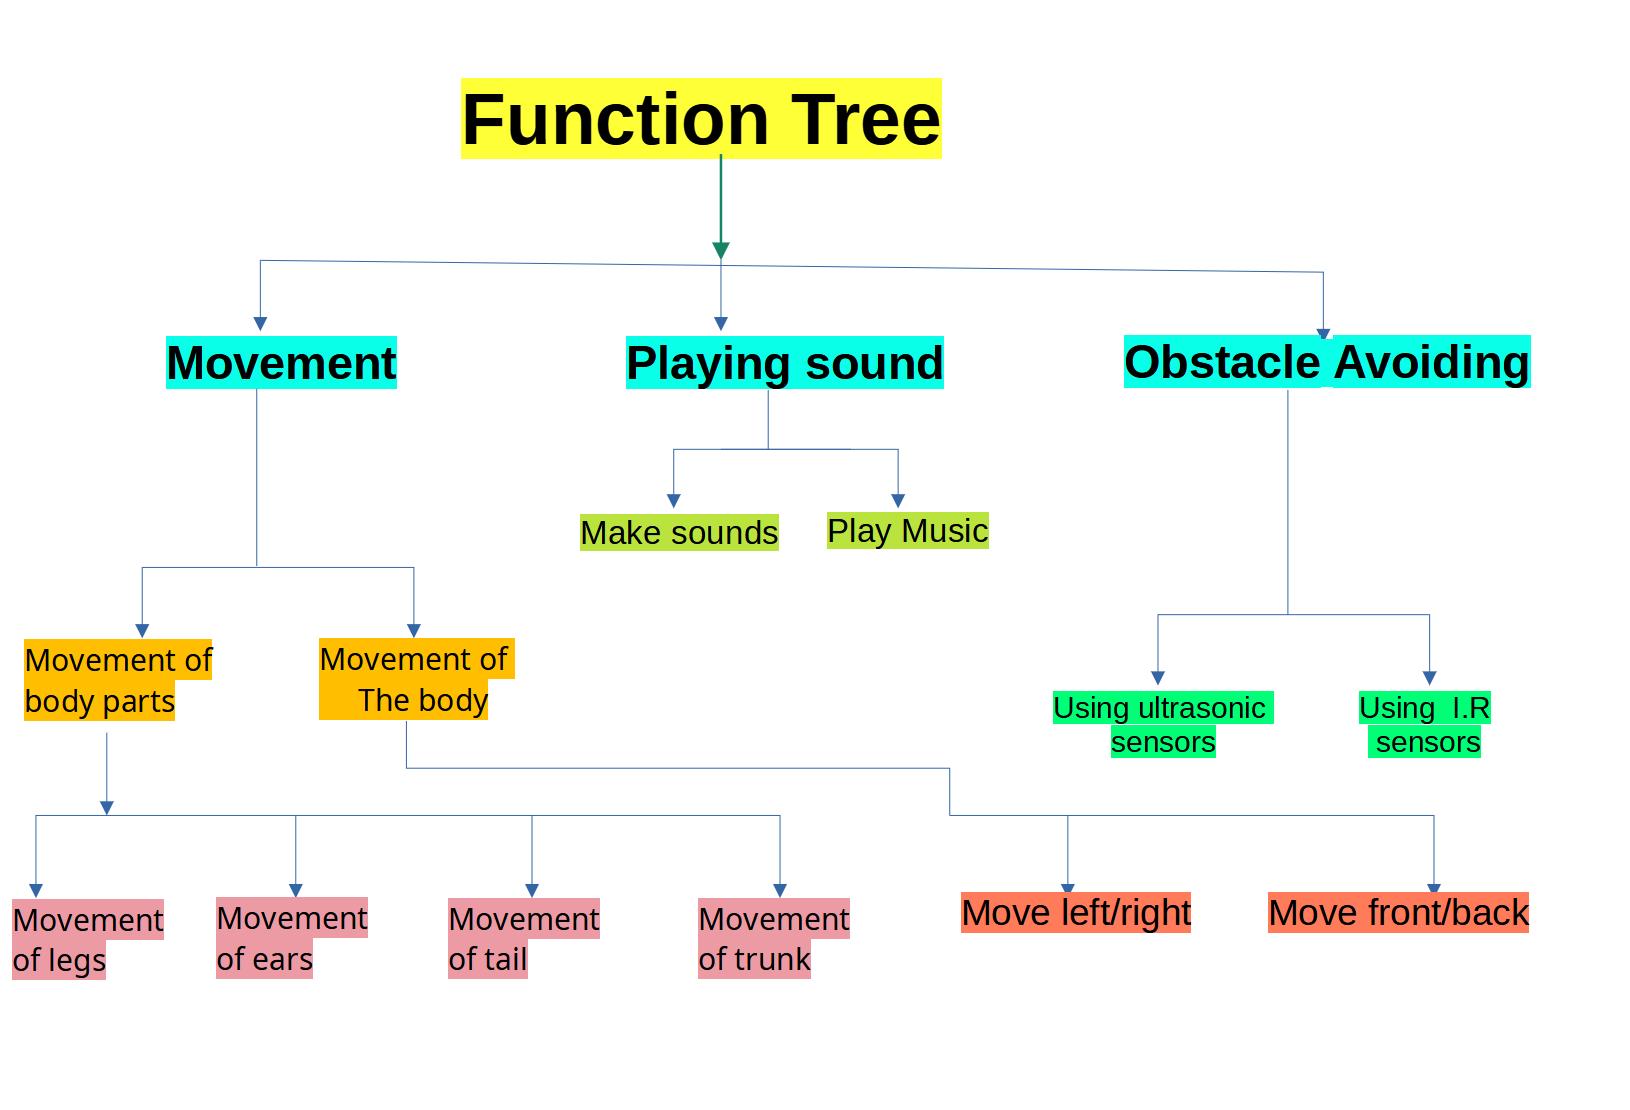 Function Tree
Movement
Playing sound
Obstacle Avoiding
Make sounds
Play Music
Movement of
body parts
Movement of
The body
Using ultrasonic
sensors
Using I.R
sensors
Movement
of legs
Movement
of ears
Movement
of tail
Movement
of trunk
Move left/right
Move front/back